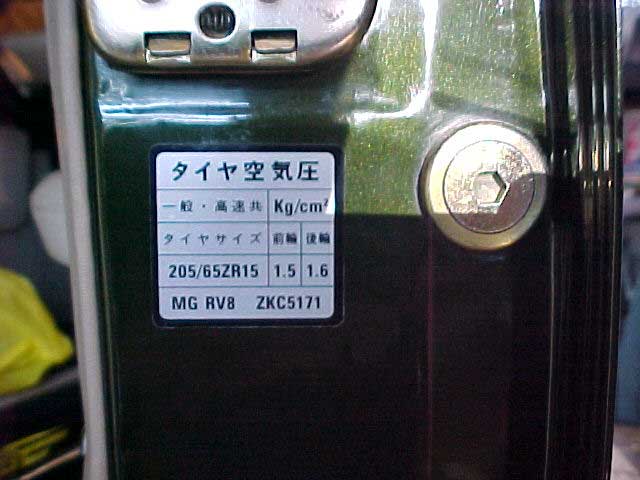 タイヤ空気圧
一般・高速共 Kg/cm²
タイヤサイズ 前輪 後輪
205/65ZR15 1.5 1.6
MG RV8 ZKC5171